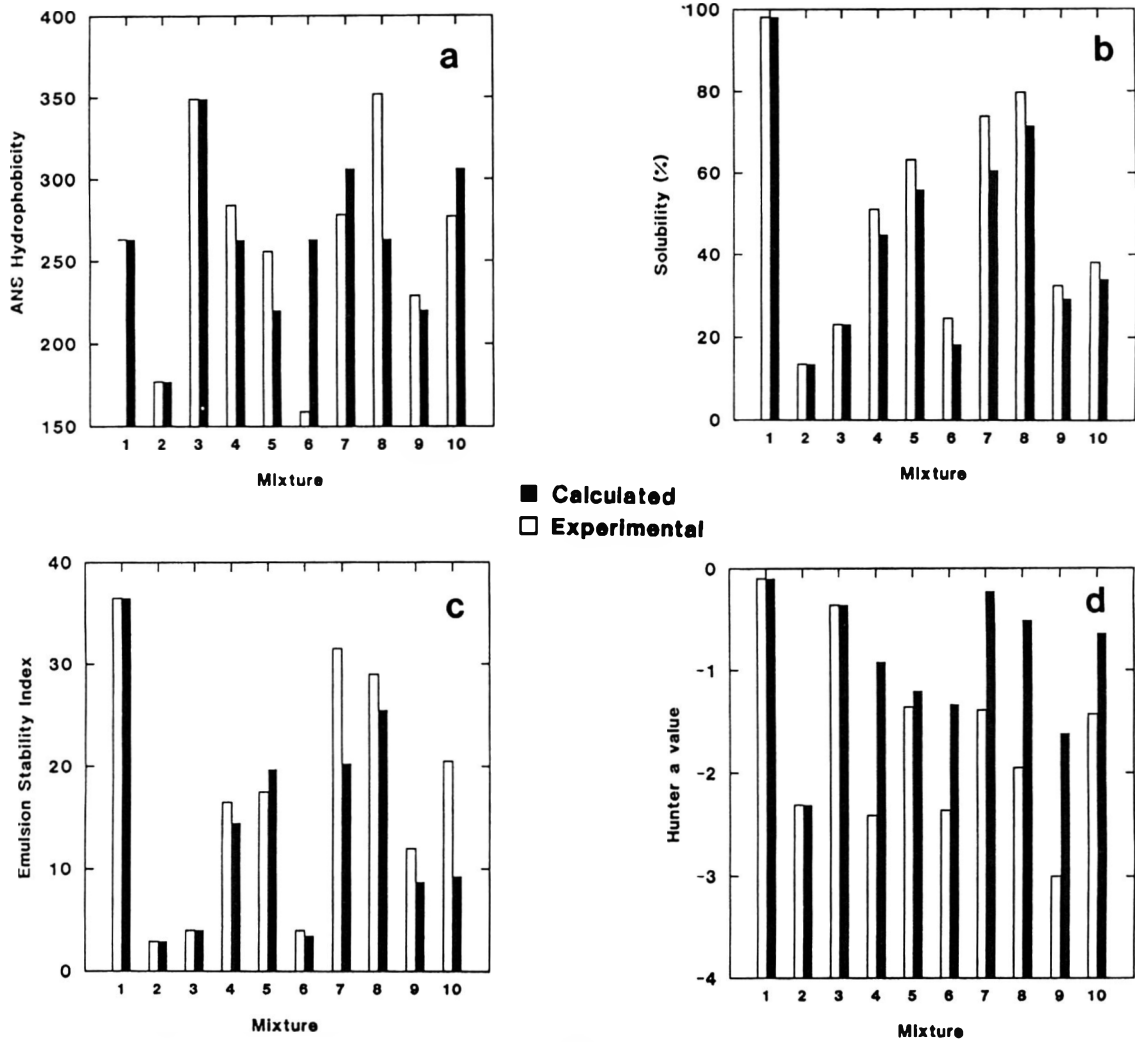 a
400
350
300
250
200
150
ANS Hydrophobicity
1 2 3 4 5 6 7 8 9 10
Mixture
b
100
80
60
40
20
0
Solubility (%)
1 2 3 4 5 6 7 8 9 10
Mixture
Calculated
Experimental
c
40
30
20
10
0
Emulsion Stability Index
1 2 3 4 5 6 7 8 9 10
Mixture
d
0
-1
-2
-3
-4
Hunter a value
1 2 3 4 5 6 7 8 9 10
Mixture